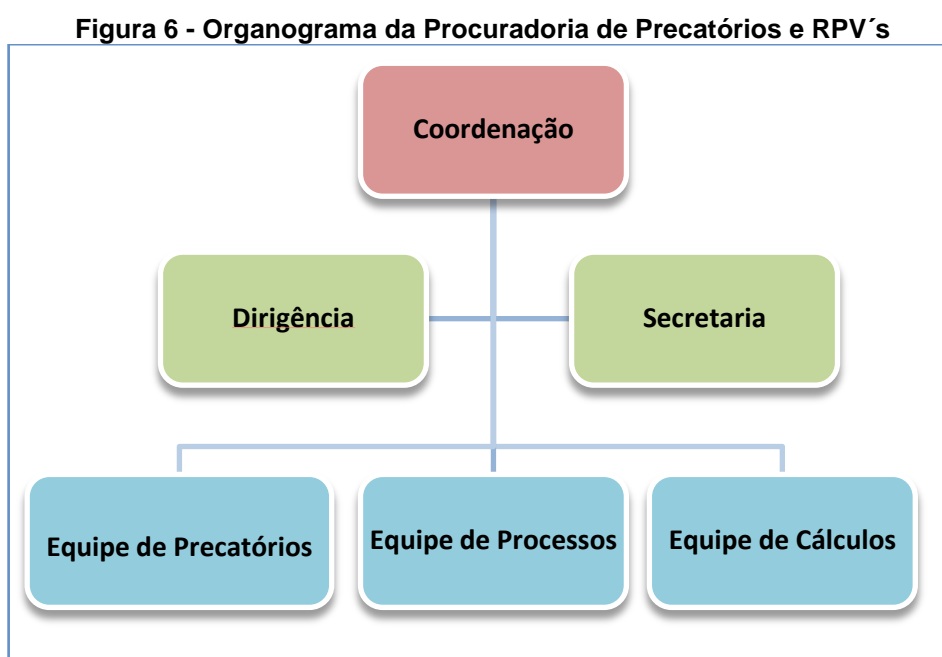 Figura 6 - Organograma da Procuradoria de Precatórios e RPV´s
Coordenação
Dirigência
Secretaria
Equipe de Precatórios
Equipe de Processos
Equipe de Cálculos